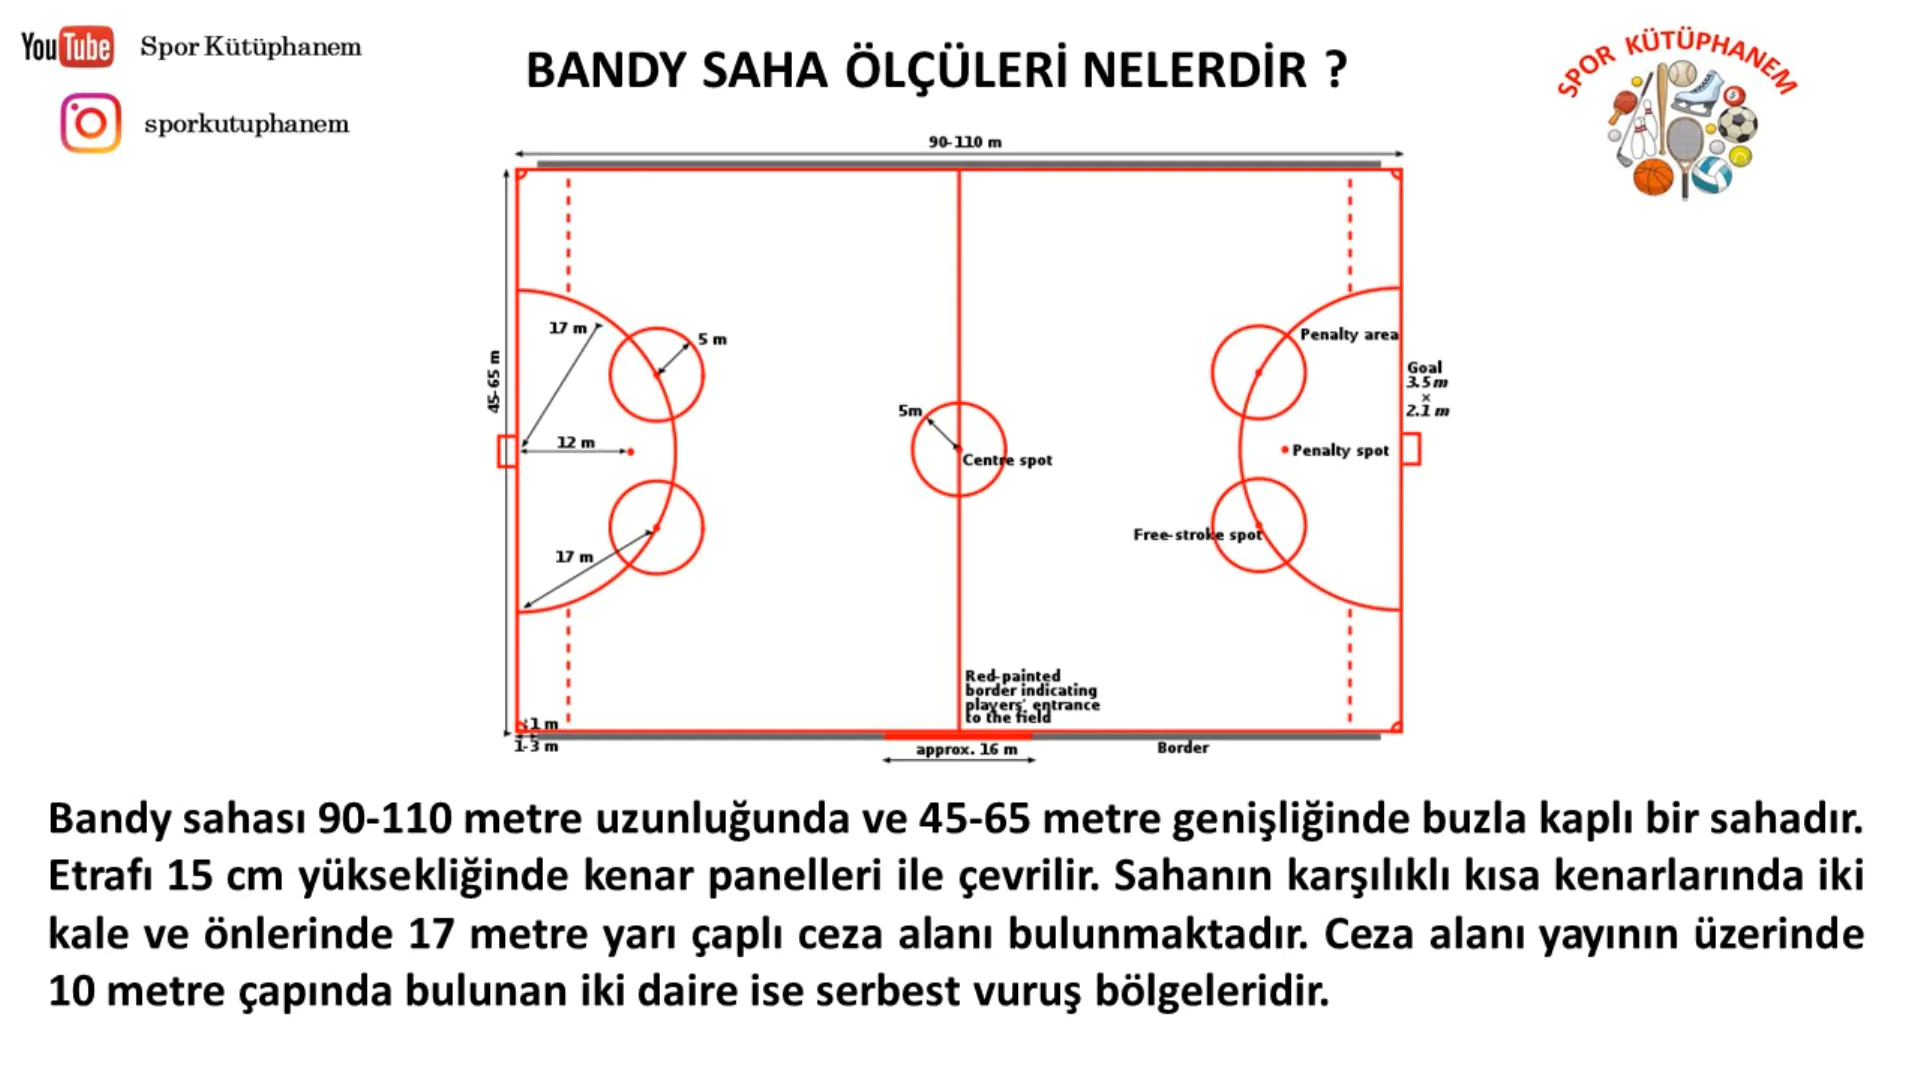 YouTube Spor Kütüphanem
sporkutuphanem
BANDY SAHA ÖLÇÜLERİ NELERDİR ?
SPOR KÜTÜPHANEM
90-110 m
45-65 m
17 m
5 m
12 m
17 m
5m
Centre spot
Penalty area
Goal
3.5m
×
2.1 m
Penalty spot
Free-stroke spot
Red-painted
border indicating
players' entrance
to the field
1 m
1-3 m
approx. 16 m
Border
Bandy sahası 90-110 metre uzunluğunda ve 45-65 metre genişliğinde buzla kaplı bir sahadır.
Etrafı 15 cm yüksekliğinde kenar panelleri ile çevrilir. Sahanın karşılıklı kısa kenarlarında iki
kale ve önlerinde 17 metre yarı çaplı ceza alanı bulunmaktadır. Ceza alanı yayının üzerinde
10 metre çapında bulunan iki daire ise serbest vuruş bölgeleridir.